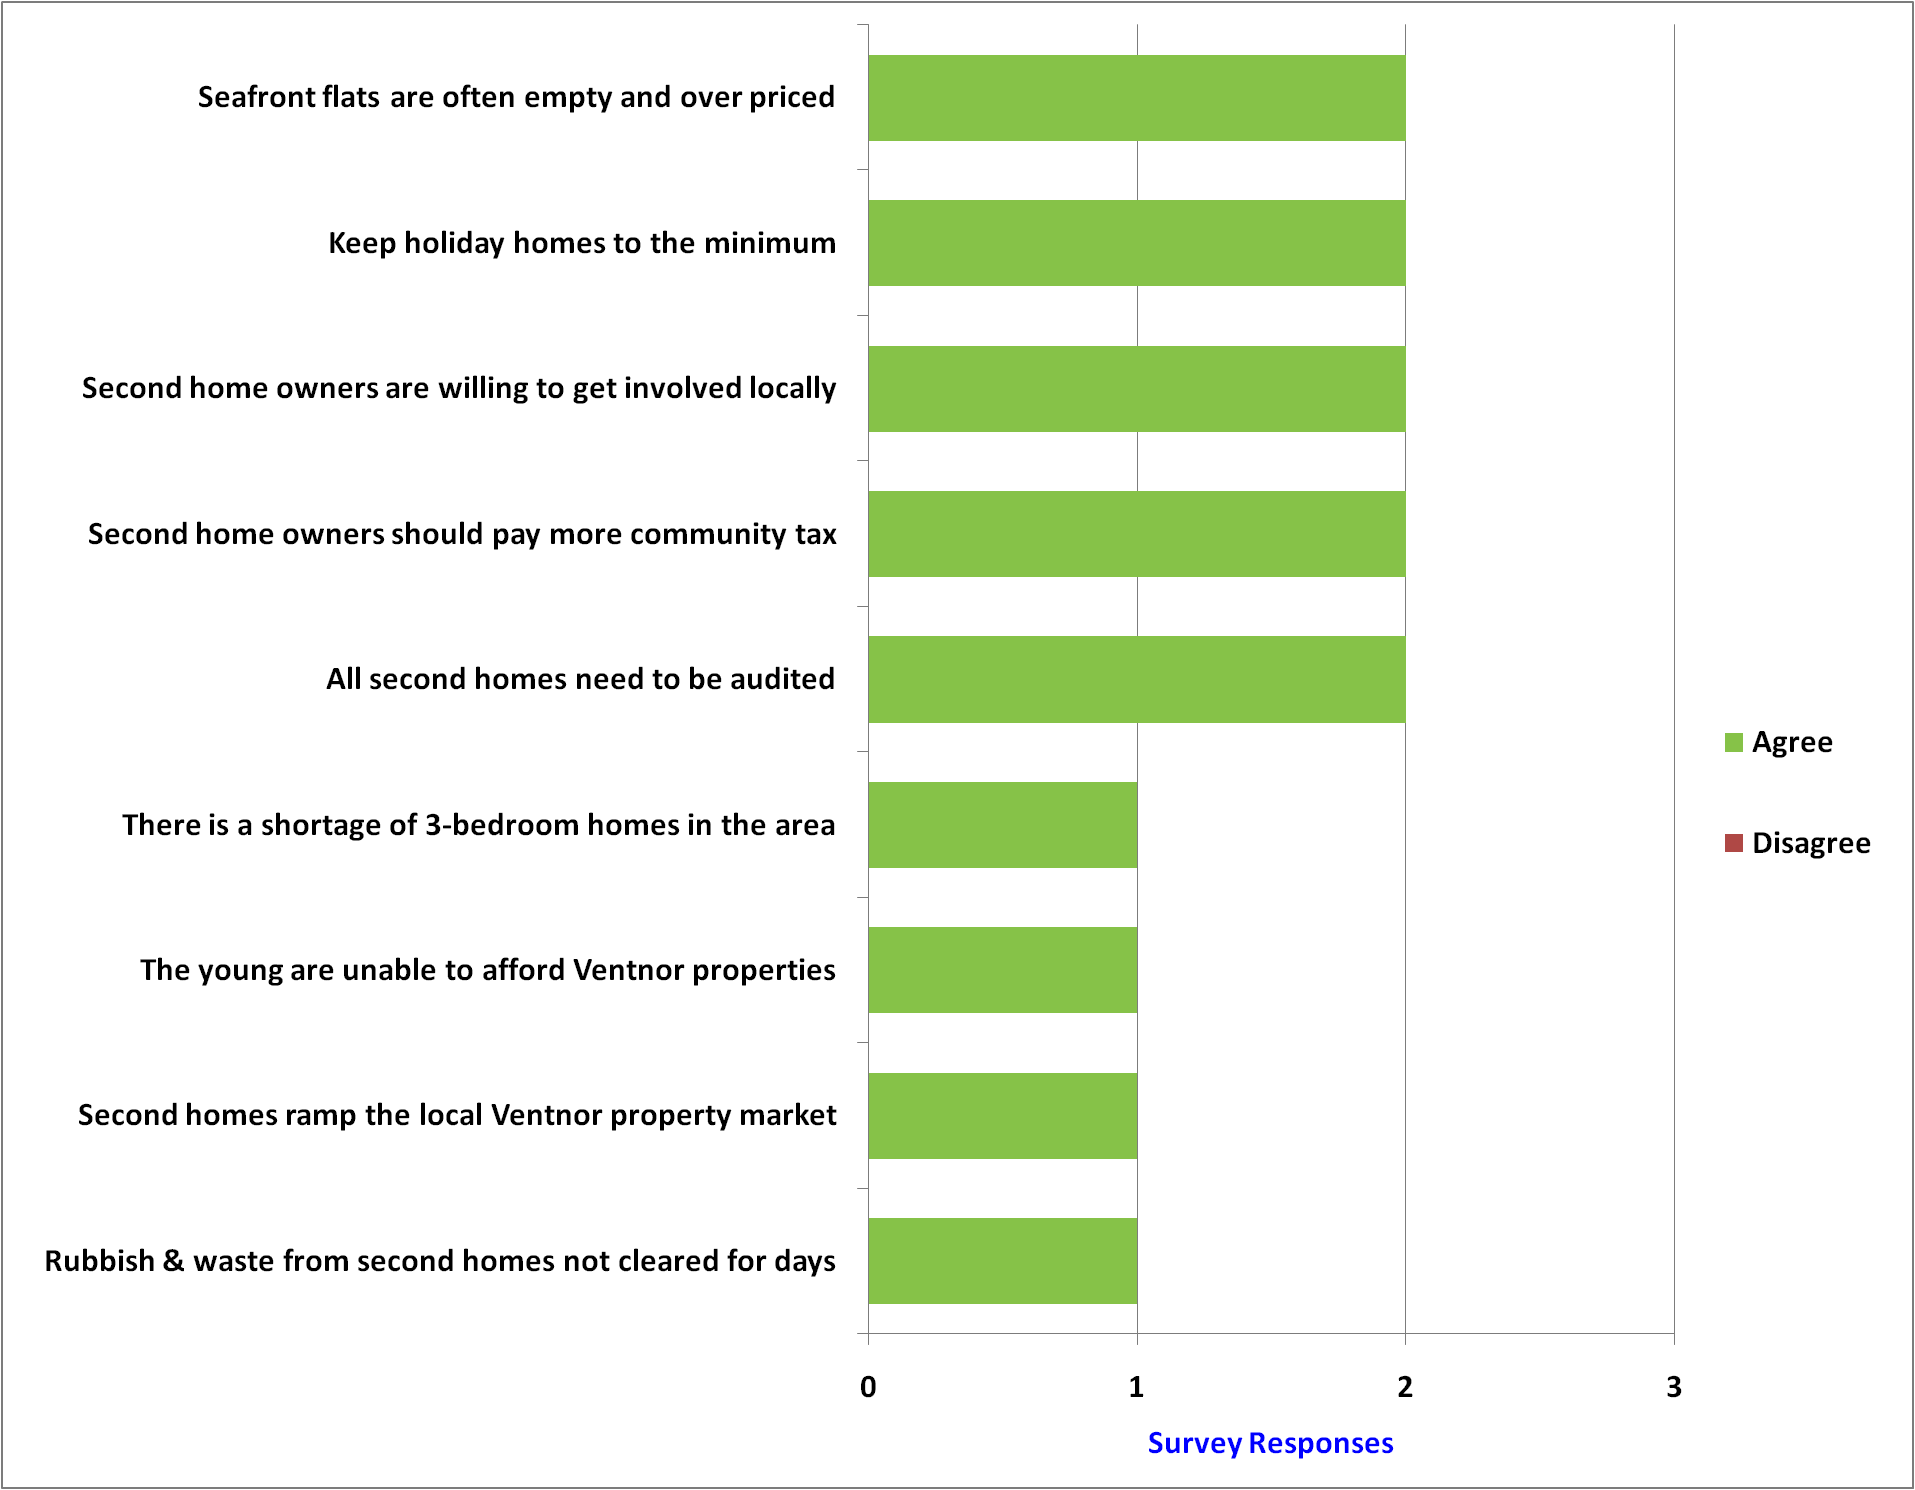 Seafront flats are often empty and over priced
Keep holiday homes to the minimum
Second home owners are willing to get involved locally
Second home owners should pay more community tax
All second homes need to be audited
There is a shortage of 3-bedroom homes in the area
The young are unable to afford Ventnor properties
Second homes ramp the local Ventnor property market
Rubbish & waste from second homes not cleared for days
Agree
Disagree
0 1 2 3
Survey Responses